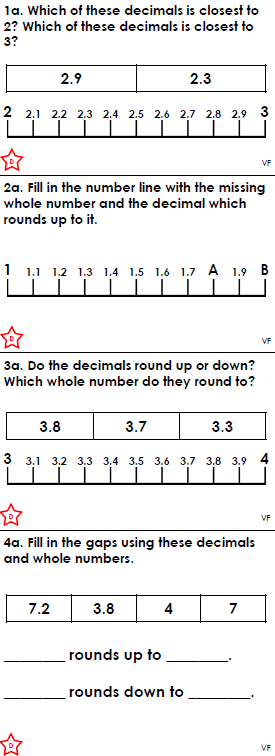 1a. Which of these decimals is closest to
2? Which of these decimals is closest to
3?
2.9 2.3
2 2.1 2.2 2.3 2.4 2.5 2.6 2.7 2.8 2.9 3
D VF
2a. Fill in the number line with the missing
whole number and the decimal which
rounds up to it.
1 1.1 1.2 1.3 1.4 1.5 1.6 1.7 A 1.9 B
D VF
3a. Do the decimals round up or down?
Which whole number do they round to?
3.8 3.7 3.3
3 3.1 3.2 3.3 3.4 3.5 3.6 3.7 3.8 3.9 4
D VF
4a. Fill in the gaps using these decimals
and whole numbers.
7.2 3.8 4 7
________ rounds up to ________.
________ rounds down to ________.
D VF